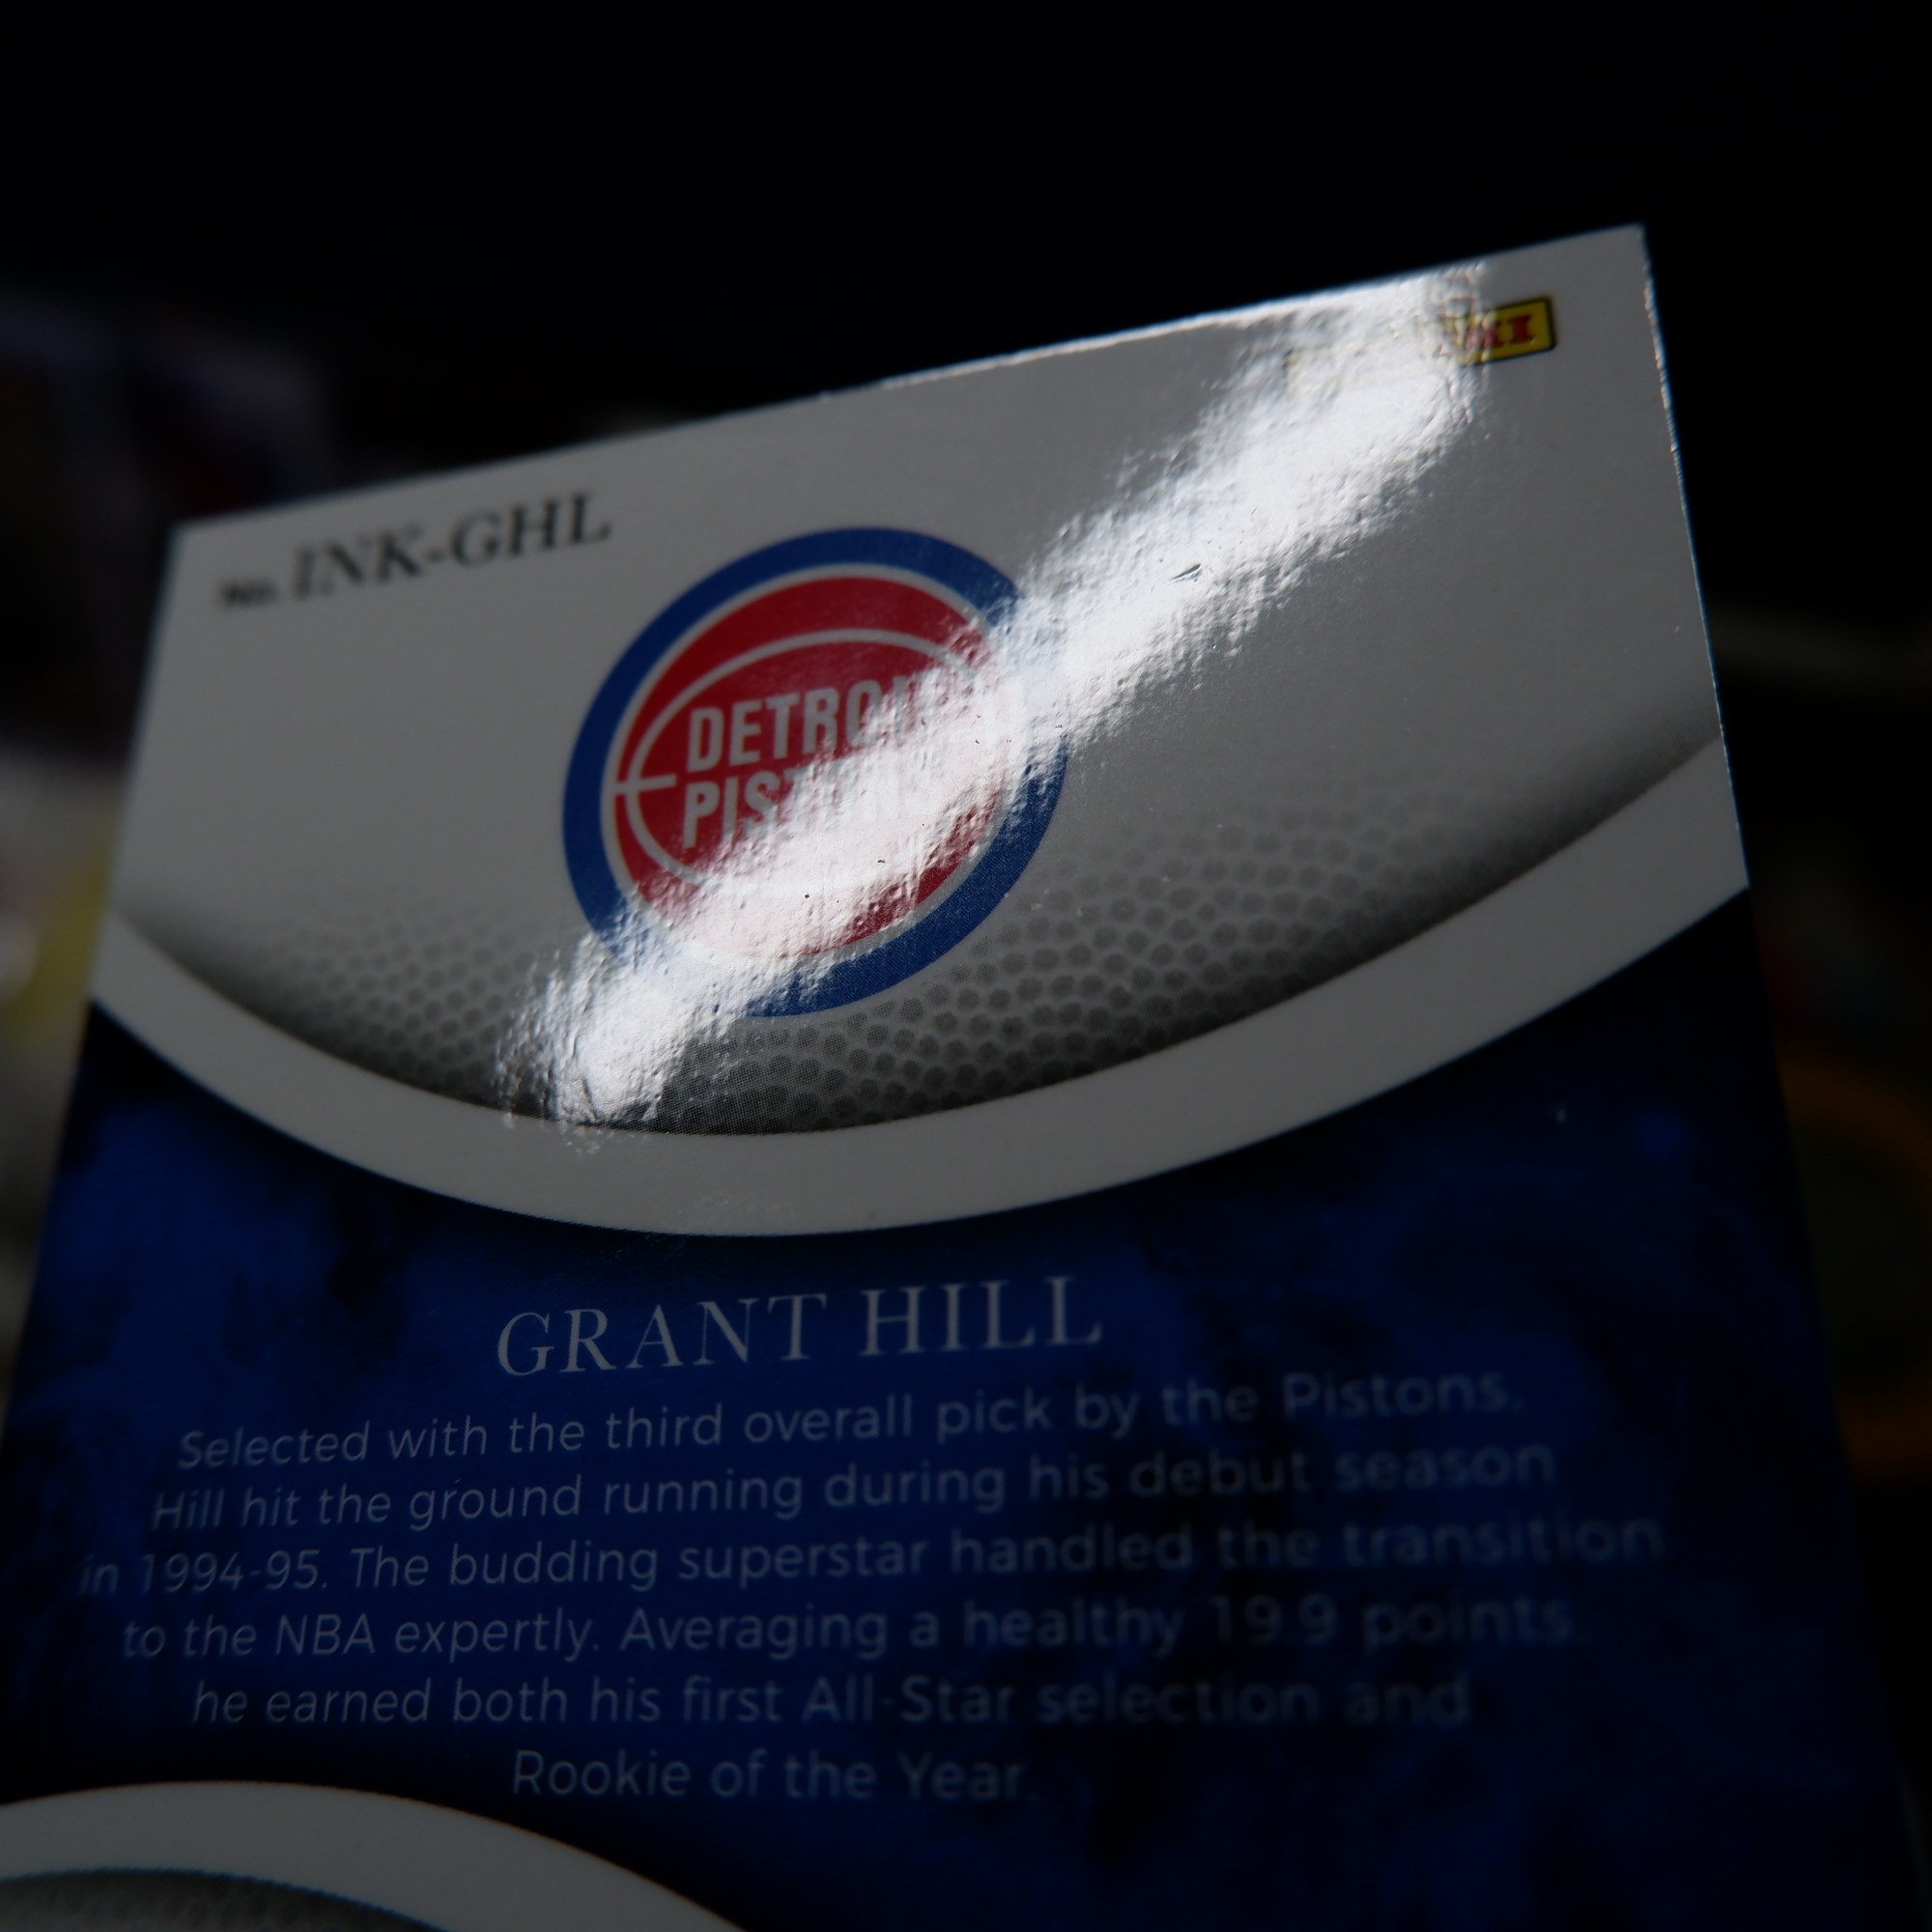 No. INK-GHL
DETROIT
PISTONS
GRANT HILL
Selected with the third overall pick by the Pistons,
Hill hit the ground running during his debut season
in 1994-95. The budding superstar handled the transition
to the NBA expertly. Averaging a healthy 19.9 points,
he earned both his first All-Star selection and
Rookie of the Year.